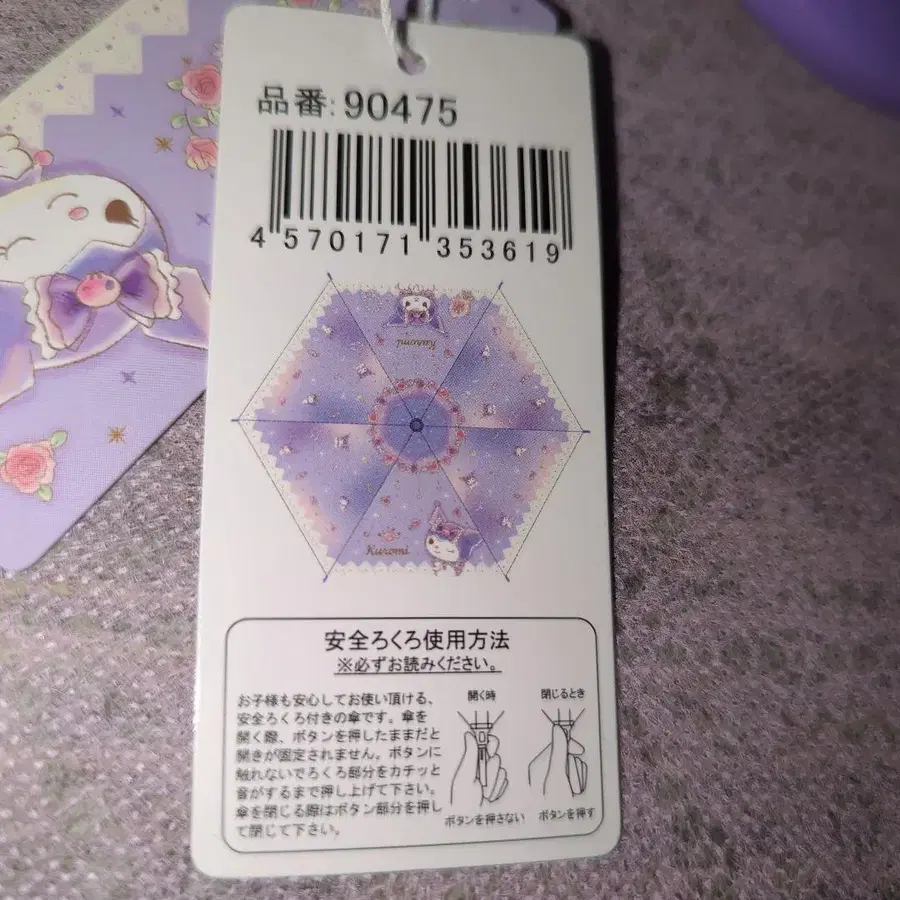 品番: 90475
4 570171 353619
Kuromi
Kuromi
安全ろくろ使用方法
※必ずお読みください。
お子様も安心してお使い頂ける、
安全ろくろ付きの傘です。傘を
開く際、ボタンを押したままだと
開きが固定されません。ボタンに
触れないでろくろ部分をカチッと
音がするまで押し上げて下さい。
傘を閉じる際はボタン部分を押し
て閉じて下さい。
開く時
閉じるとき
ボタンを押さない
ボタンを押す